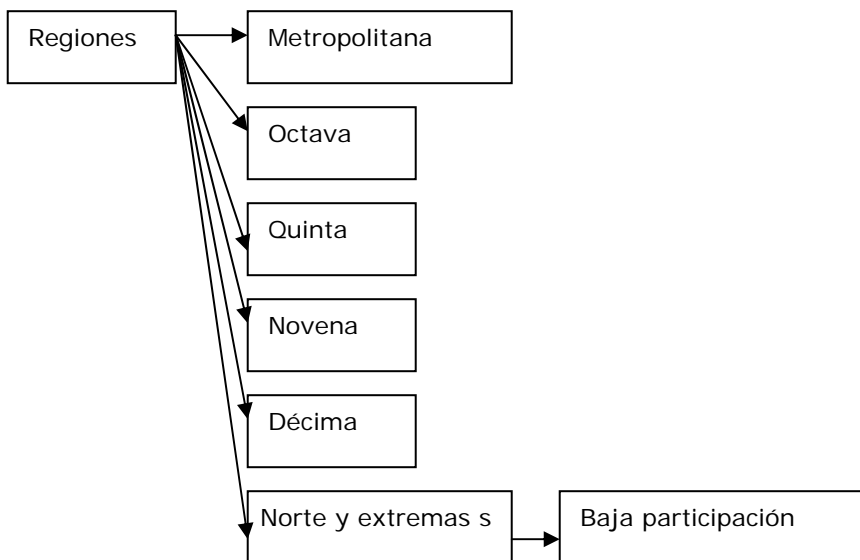 Regiones
Metropolitana
Octava
Quinta
Novena
Décima
Norte y extremas s
Baja participación